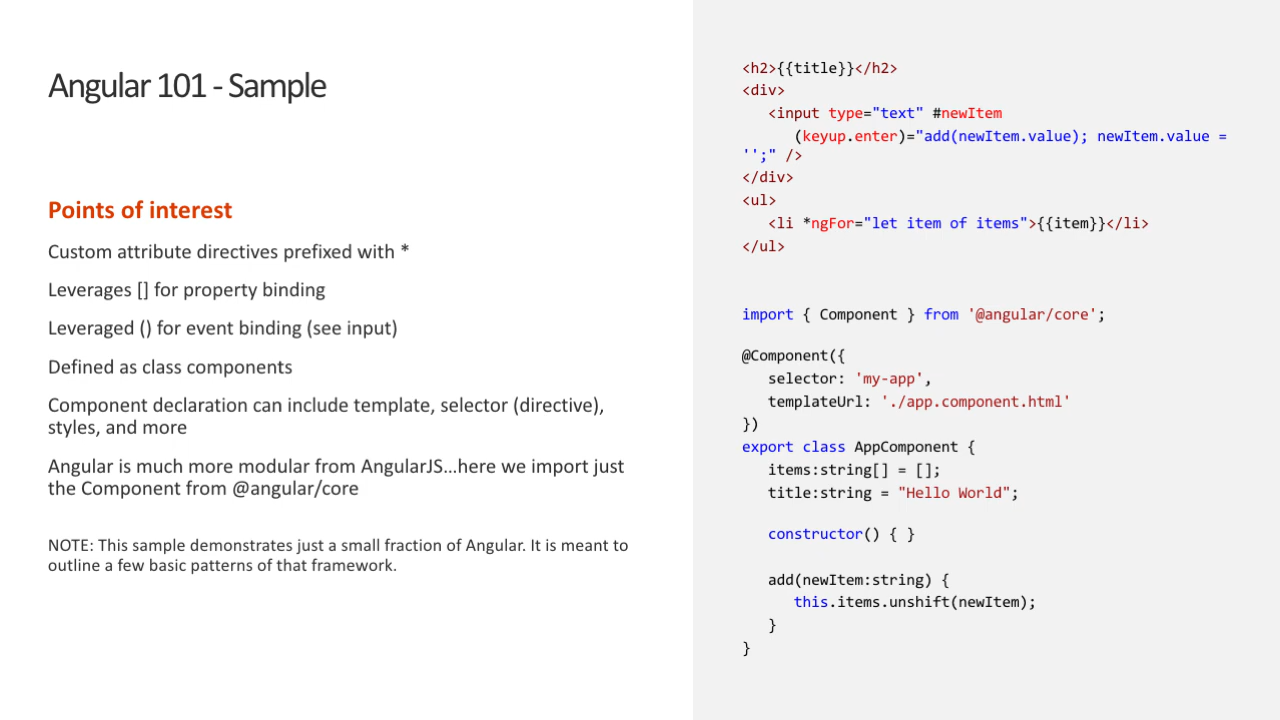 Angular 101 - Sample
Points of interest
Custom attribute directives prefixed with *
Leverages [] for property binding
Leveraged () for event binding (see input)
Defined as class components
Component declaration can include template, selector (directive),
styles, and more
Angular is much more modular from AngularJS…here we import just
the Component from @angular/core
NOTE: This sample demonstrates just a small fraction of Angular. It is meant to
outline a few basic patterns of that framework.
<h2>{{title}}</h2>
<div>
   <input type="text" #newItem
      (keyup.enter)="add(newItem.value); newItem.value =
'';" />
</div>
<ul>
   <li *ngFor="let item of items">{{item}}</li>
</ul>
import { Component } from '@angular/core';
@Component({
   selector: 'my-app',
   templateUrl: './app.component.html'
})
export class AppComponent {
   items:string[] = [];
   title:string = "Hello World";
   constructor() { }
   add(newItem:string) {
      this.items.unshift(newItem);
   }
}